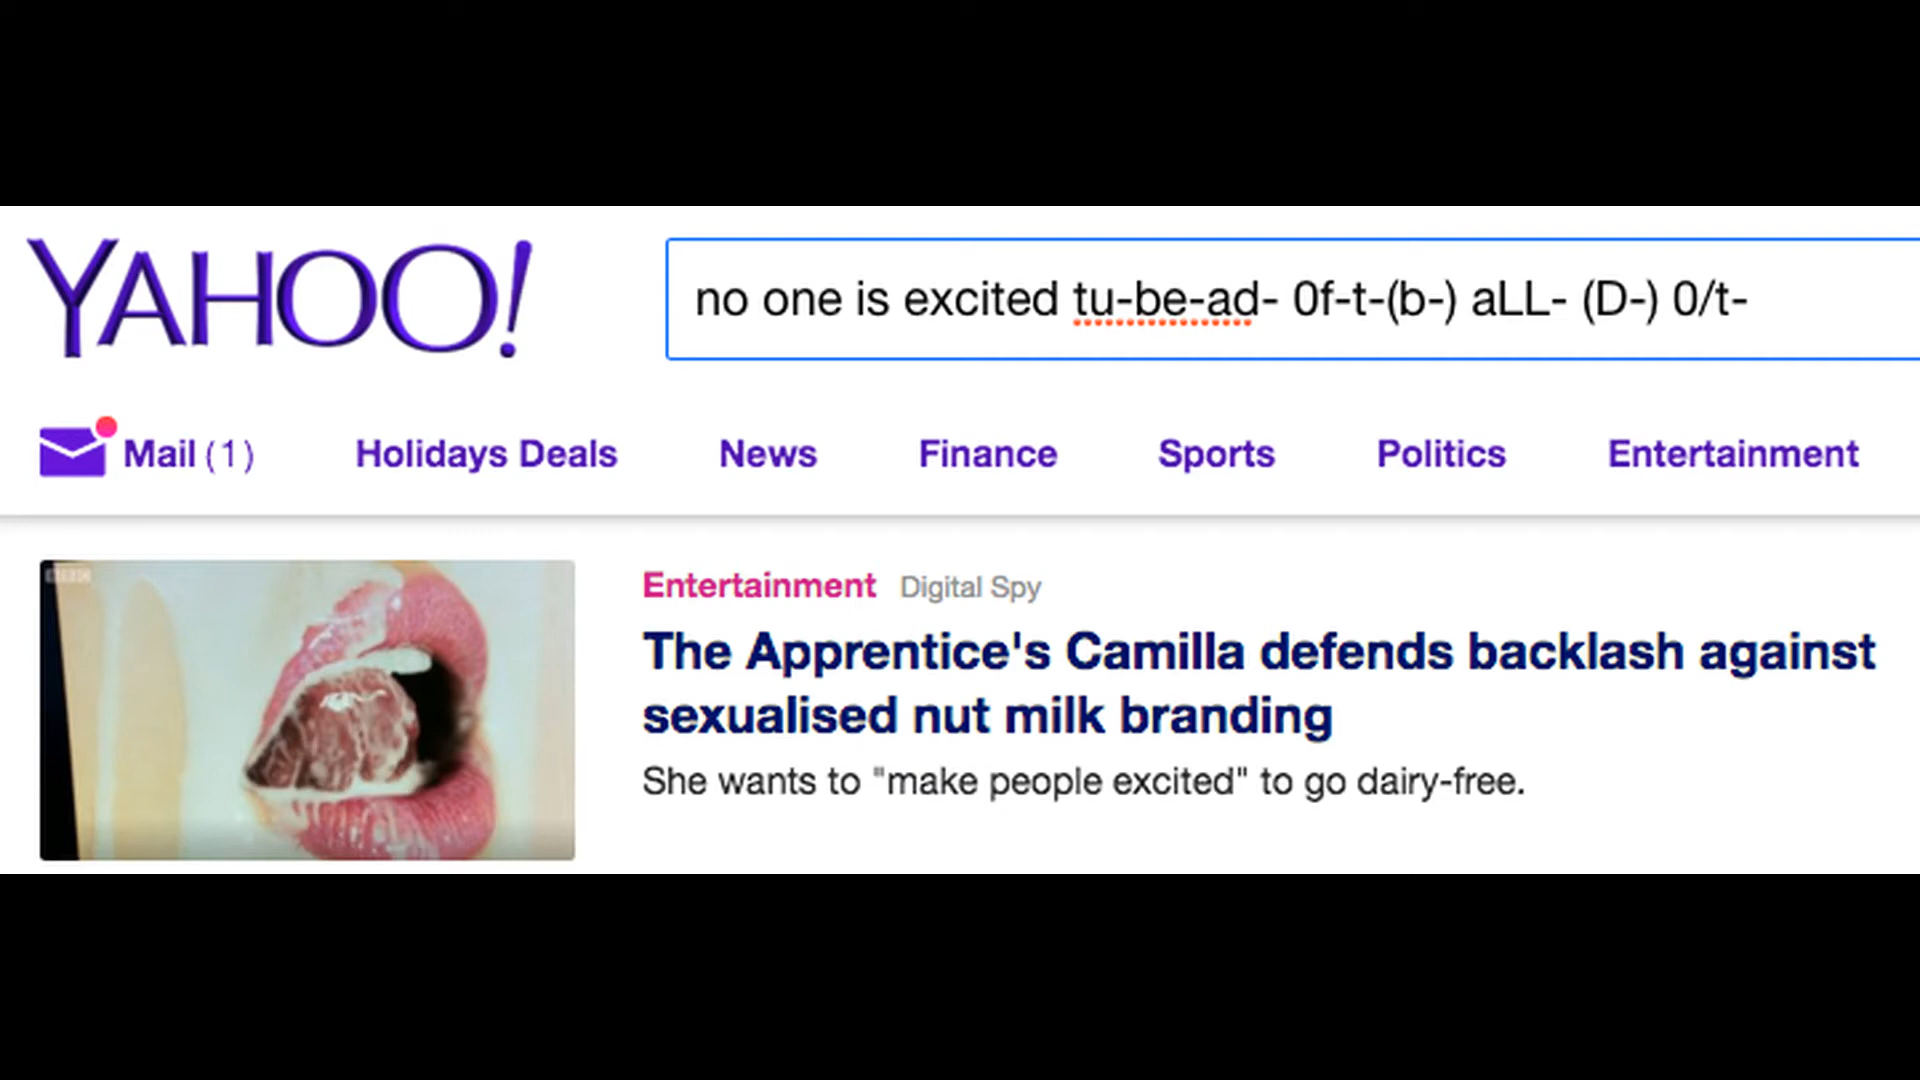 YAHOO!
no one is excited tu-be-ad- 0f-t-(b-) aLL- (D-) 0/t-
Mail (1) Holidays Deals News Finance Sports Politics Entertainment
Entertainment Digital Spy
The Apprentice's Camilla defends backlash against
sexualised nut milk branding
She wants to "make people excited" to go dairy-free.